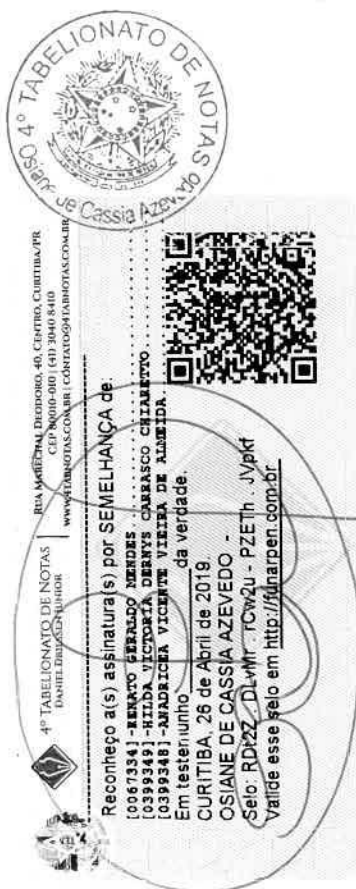 4º TABELIONATO DE NOTAS
DANIEL DRIESSEN JUNIOR
RUA MARECHAL DEODORO, 40, CENTRO, CURITIBA/PR
CEP 80010-010 | (41) 3040 8410
WWW.4TABNOTAS.COM.BR | CONTATO@4TABNOTAS.COM.BR
Reconheço a(s) assinatura(s) por SEMELHANÇA de:
[0067334]-RENATO GERALDO MENDES
[0399349]-HILDA VICTORIA DERNYS CARRASCO CHIARETTO
[0399348]-ANADRICEA VICENTE VIEIRA DE ALMEIDA
Em testemunho da verdade.
CURITIBA, 26 de Abril de 2019.
OSIANE DE CASSIA AZEVEDO -
Selo: RDr2Z . DLvMr . rCw2u - PZETh . JVpkf
Valide esse selo em http://funarpen.com.br
4º TABELIONATO DE NOTAS
de Cassia